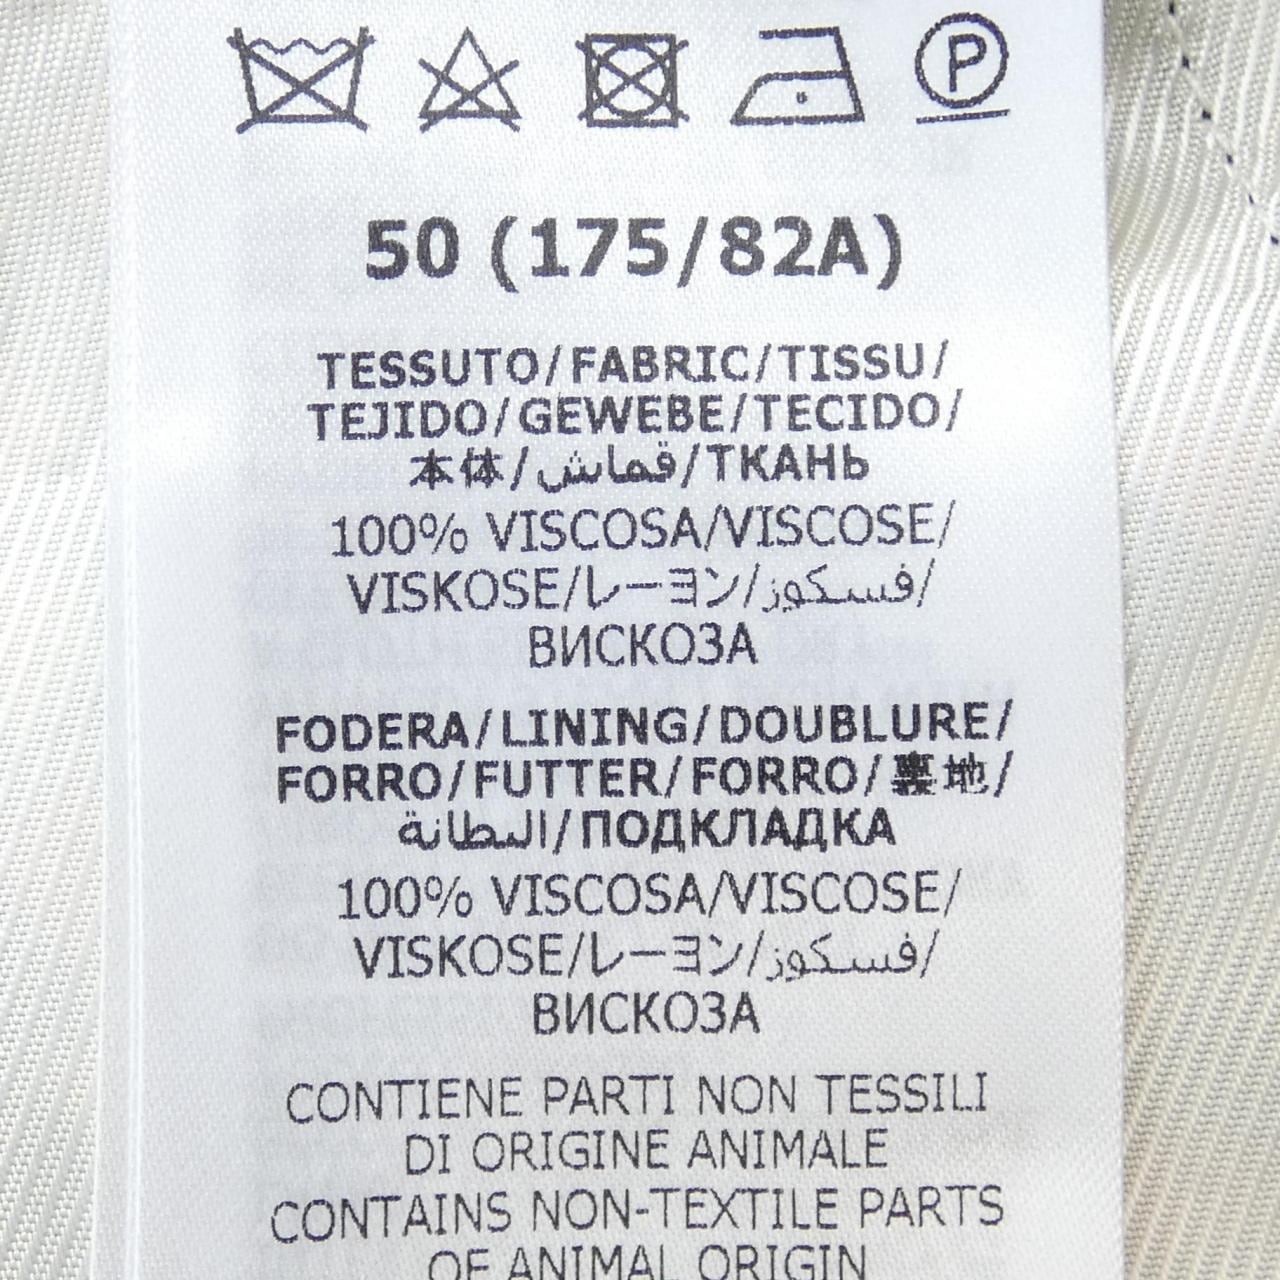 P
50 (175/82A)
TESSUTO/FABRIC/TISSU/
TEJIDO/GEWEBE/TECIDO/
本体/قماش/ТКАНЬ
100% VISCOSA/VISCOSE/
VISKOSE/レーヨン/فسكوز/
ВИСКОЗА
FODERA/LINING/DOUBLURE/
FORRO/FUTTER/FORRO/裏地/
البطانة/ПОДКЛАДКА
100% VISCOSA/VISCOSE/
VISKOSE/レーヨン/فسكوز/
ВИСКОЗА
CONTIENE PARTI NON TESSILI
DI ORIGINE ANIMALE
CONTAINS NON-TEXTILE PARTS
OF ANIMAL ORIGIN